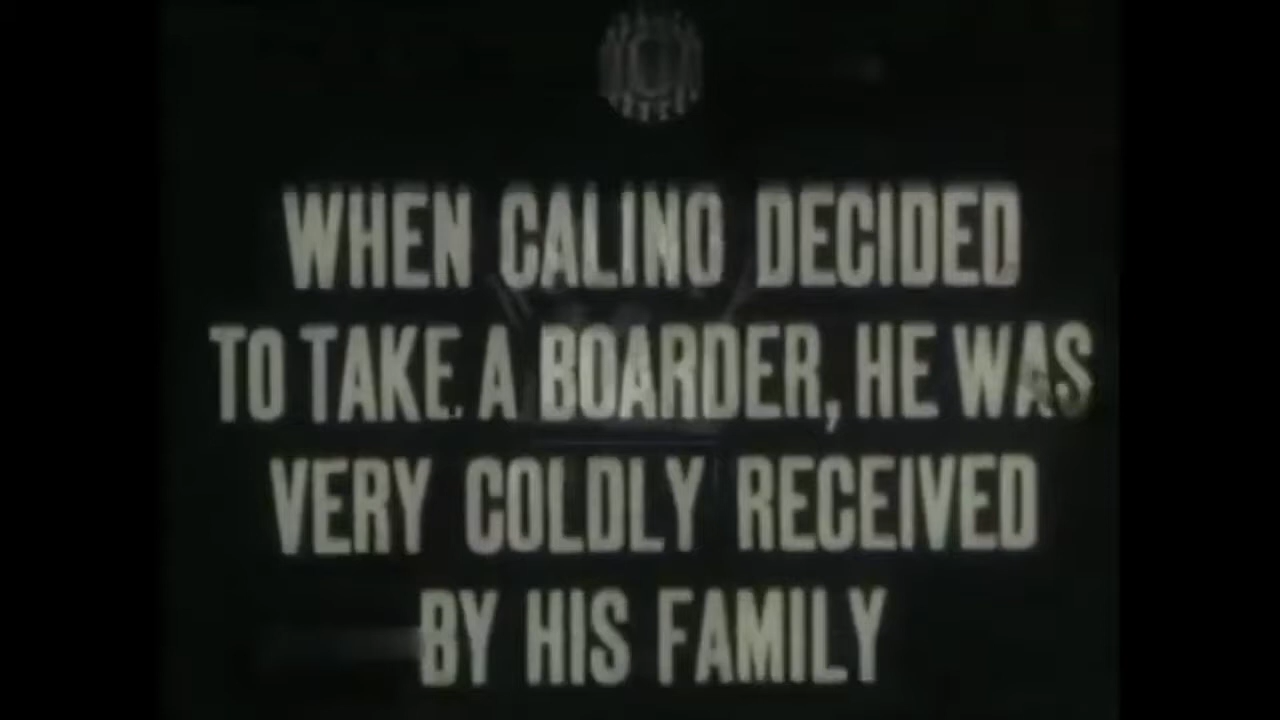 WHEN CALINO DECIDED
TO TAKE A BOARDER, HE WAS
VERY COLDLY RECEIVED
BY HIS FAMILY